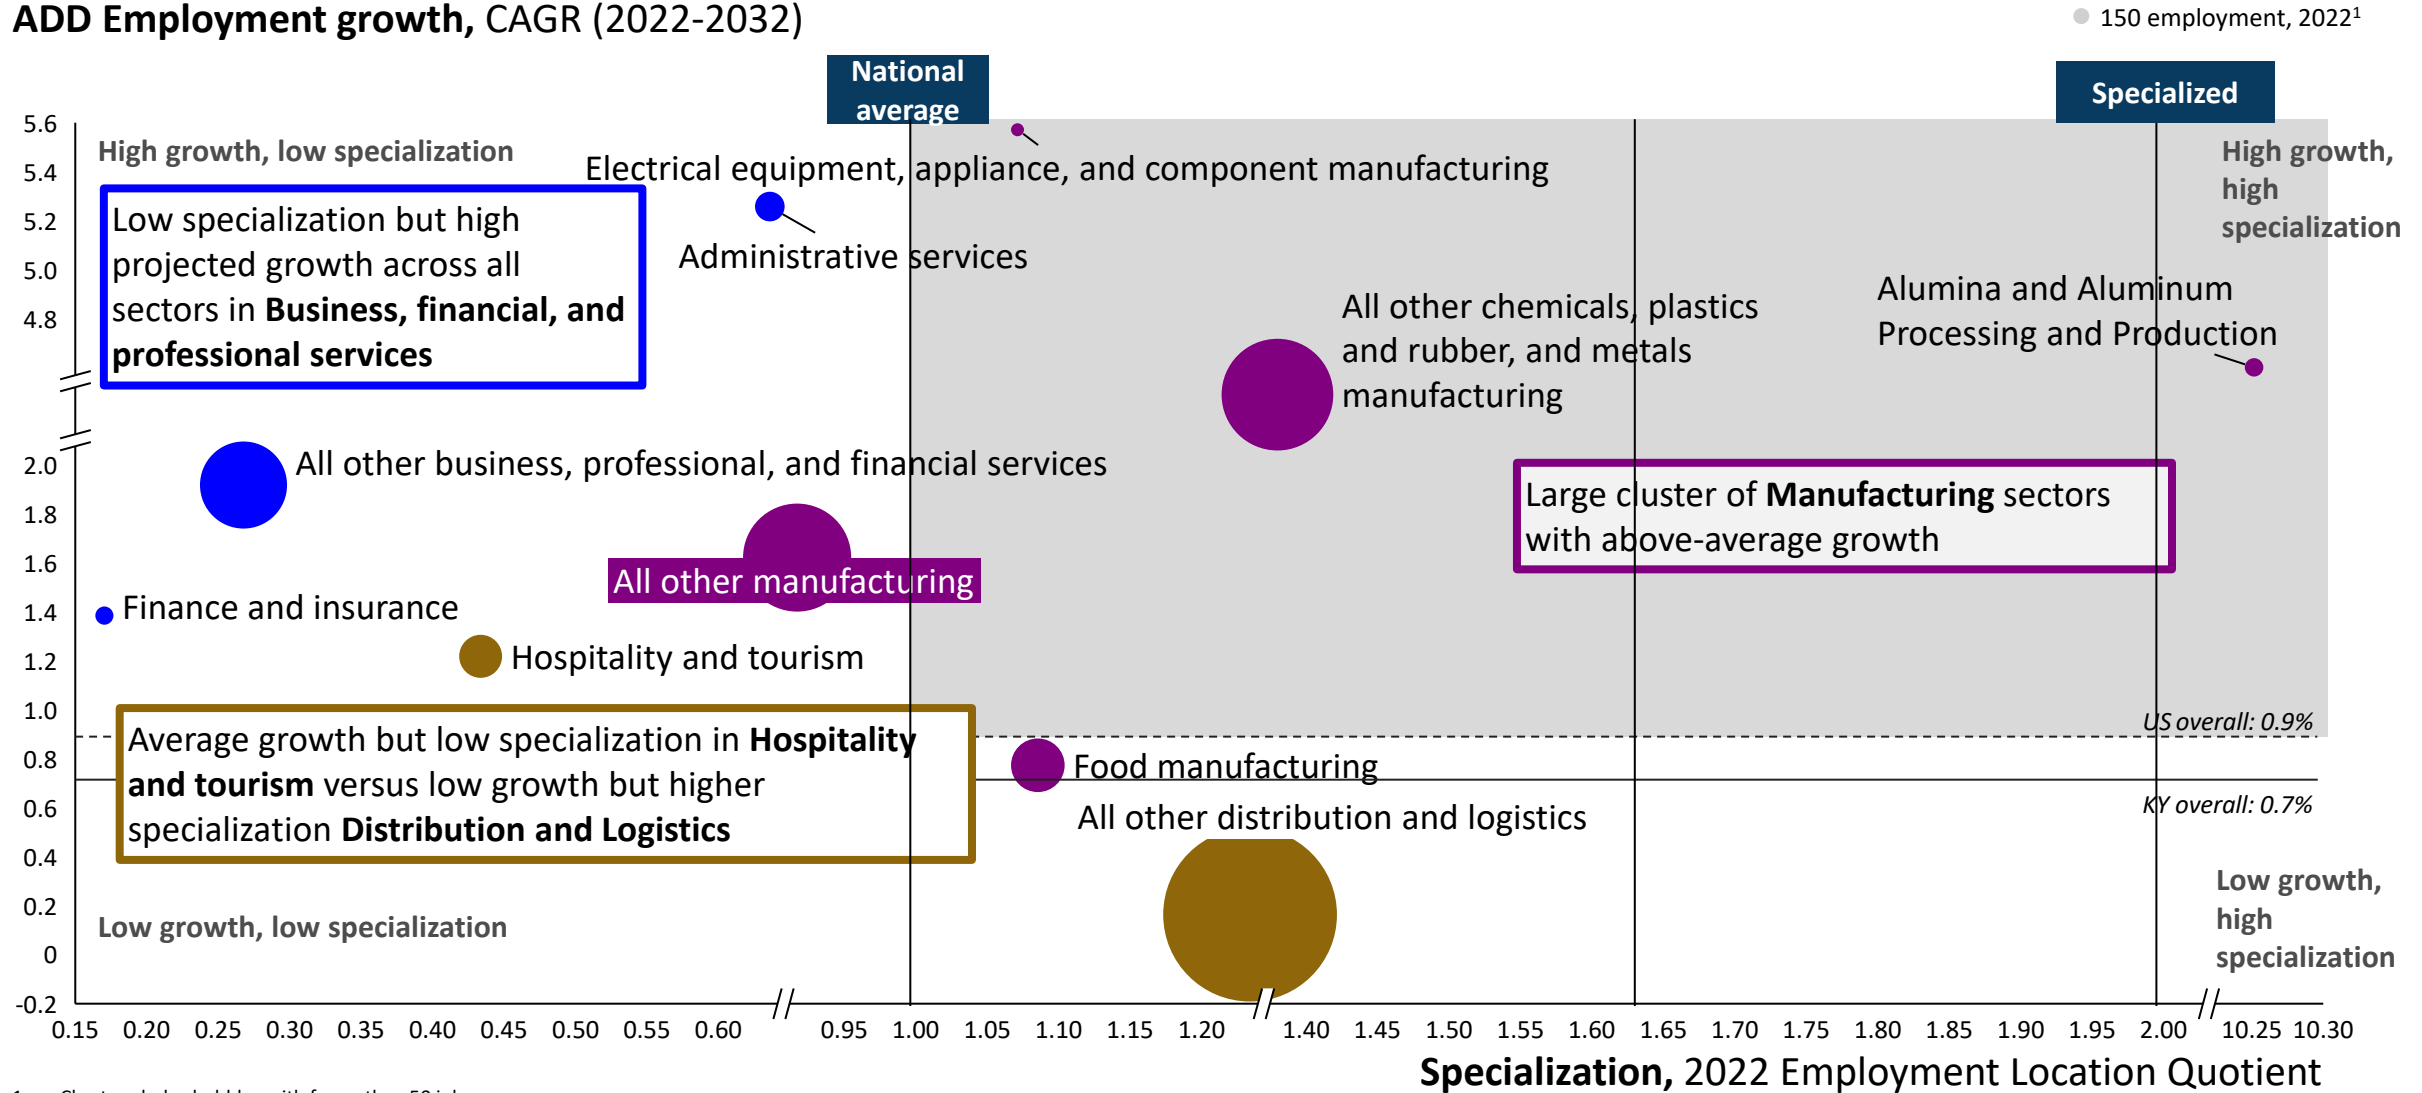 ADD Employment growth, CAGR (2022-2032)
150 employment, 2022¹
National
average
Specialized
5.6
5.4
5.2
5.0
4.8
2.0
1.8
1.6
1.4
1.2
1.0
0.8
0.6
0.4
0.2
0
-0.2
High growth, low specialization
Electrical equipment, appliance, and component manufacturing
High growth,
high
specialization
Low specialization but high
projected growth across all
sectors in Business, financial, and
professional services
Administrative services
All other chemicals, plastics
and rubber, and metals
manufacturing
Alumina and Aluminum
Processing and Production
All other business, professional, and financial services
Large cluster of Manufacturing sectors
with above-average growth
All other manufacturing
Finance and insurance
Hospitality and tourism
Average growth but low specialization in Hospitality
and tourism versus low growth but higher
specialization Distribution and Logistics
US overall: 0.9%
Food manufacturing
KY overall: 0.7%
All other distribution and logistics
Low growth, low specialization
Low growth,
high
specialization
0.15 0.20 0.25 0.30 0.35 0.40 0.45 0.50 0.55 0.60 0.95 1.00 1.05 1.10 1.15 1.20 1.40 1.45 1.50 1.55 1.60 1.65 1.70 1.75 1.80 1.85 1.90 1.95 2.00 10.25 10.30
Specialization, 2022 Employment Location Quotient